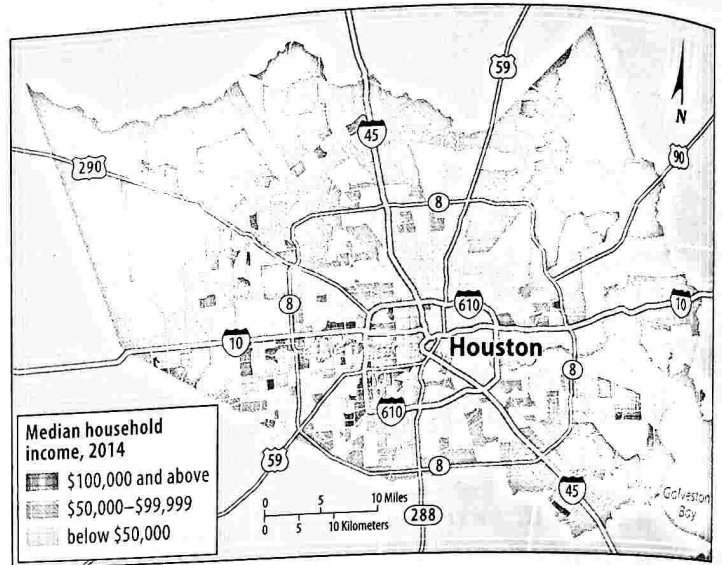 59
45
N
90
290
8
610
10
8
10
Houston
8
610
Median household
income, 2014
$100,000 and above
$50,000–$99,999
below $50,000
59
8
45
Galveston
Bay
0 5 10 Miles
0 5 10 Kilometers
288